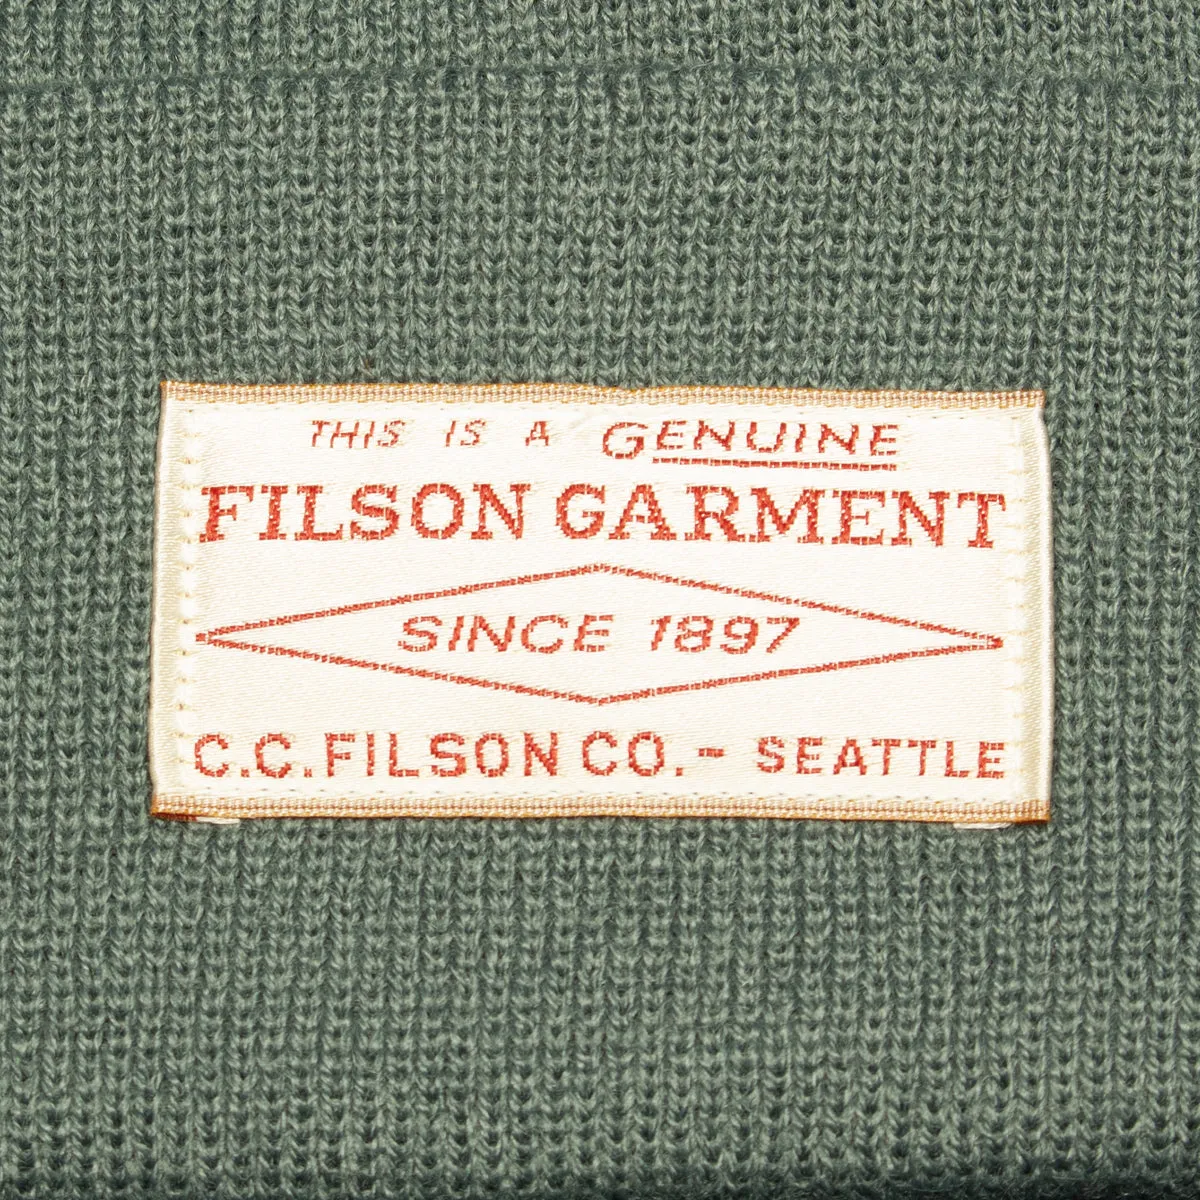 THIS IS A GENUINE
FILSON GARMENT
SINCE 1897
C.C. FILSON CO. - SEATTLE